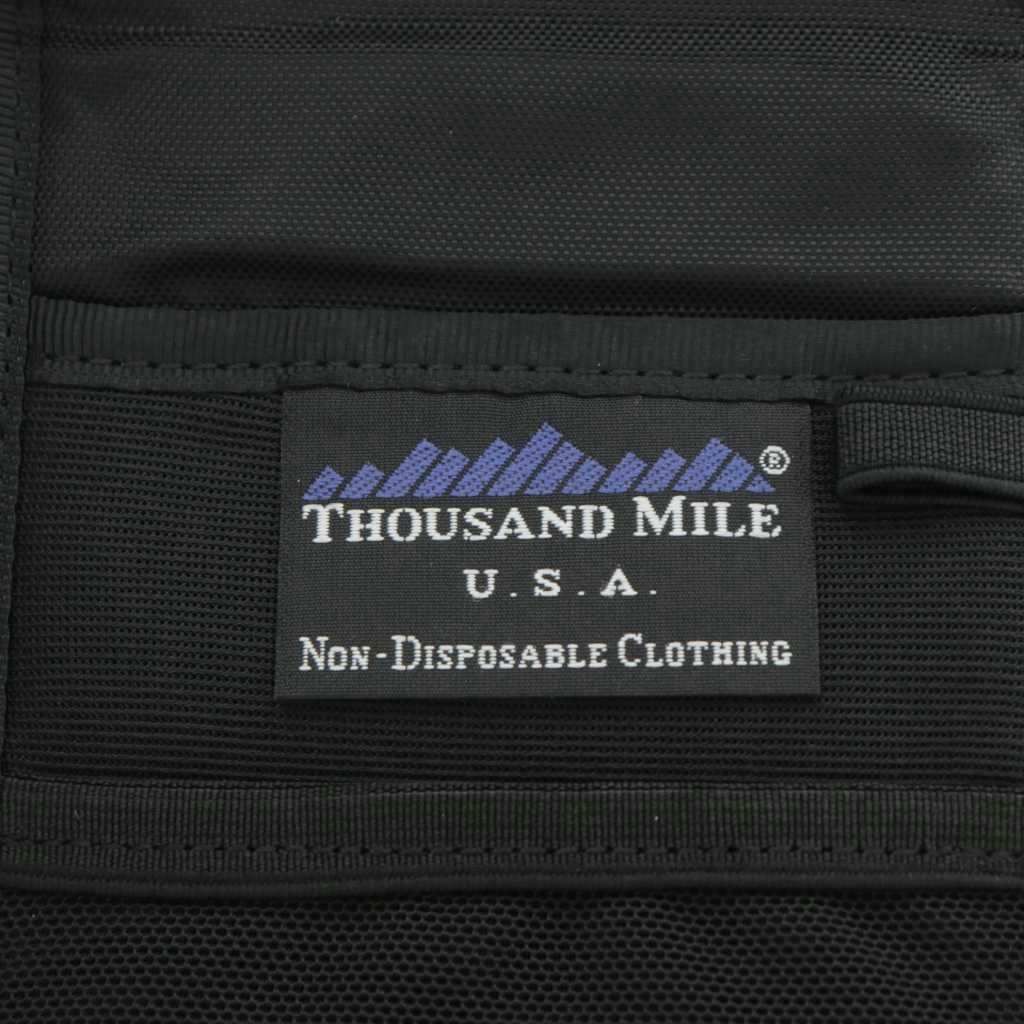 ®
THOUSAND MILE
U.S.A.
NON-DISPOSABLE CLOTHING